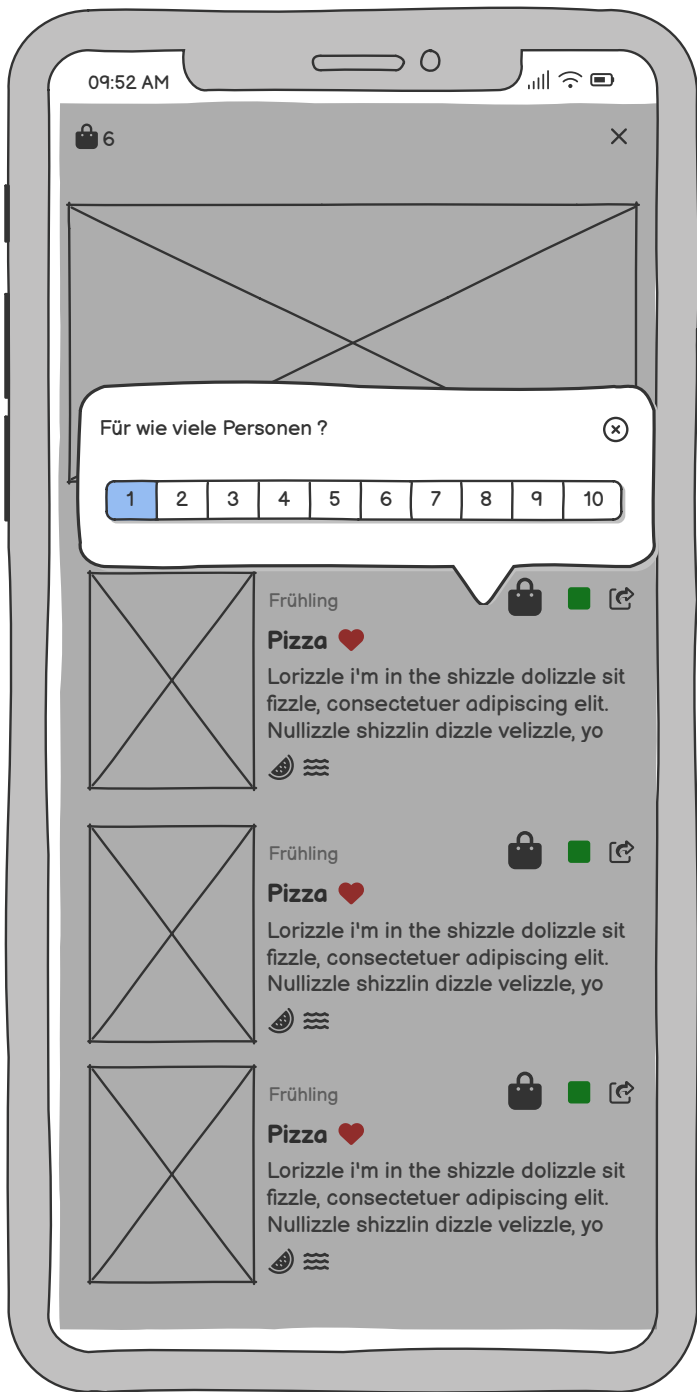 09:52 AM
6
Für wie viele Personen ?
1 2 3 4 5 6 7 8 9 10
Frühling
Pizza
Lorizzle i'm in the shizzle dolizzle sit
fizzle, consectetuer adipiscing elit.
Nullizzle shizzlin dizzle velizzle, yo
Frühling
Pizza
Lorizzle i'm in the shizzle dolizzle sit
fizzle, consectetuer adipiscing elit.
Nullizzle shizzlin dizzle velizzle, yo
Frühling
Pizza
Lorizzle i'm in the shizzle dolizzle sit
fizzle, consectetuer adipiscing elit.
Nullizzle shizzlin dizzle velizzle, yo